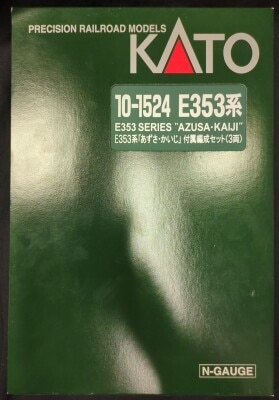 PRECISION RAILROAD MODELS
KATO
10-1524 E353系
E353 SERIES "AZUSA・KAIJI"
E353系「あずさ・かいじ」付属編成セット(3両)
N-GAUGE